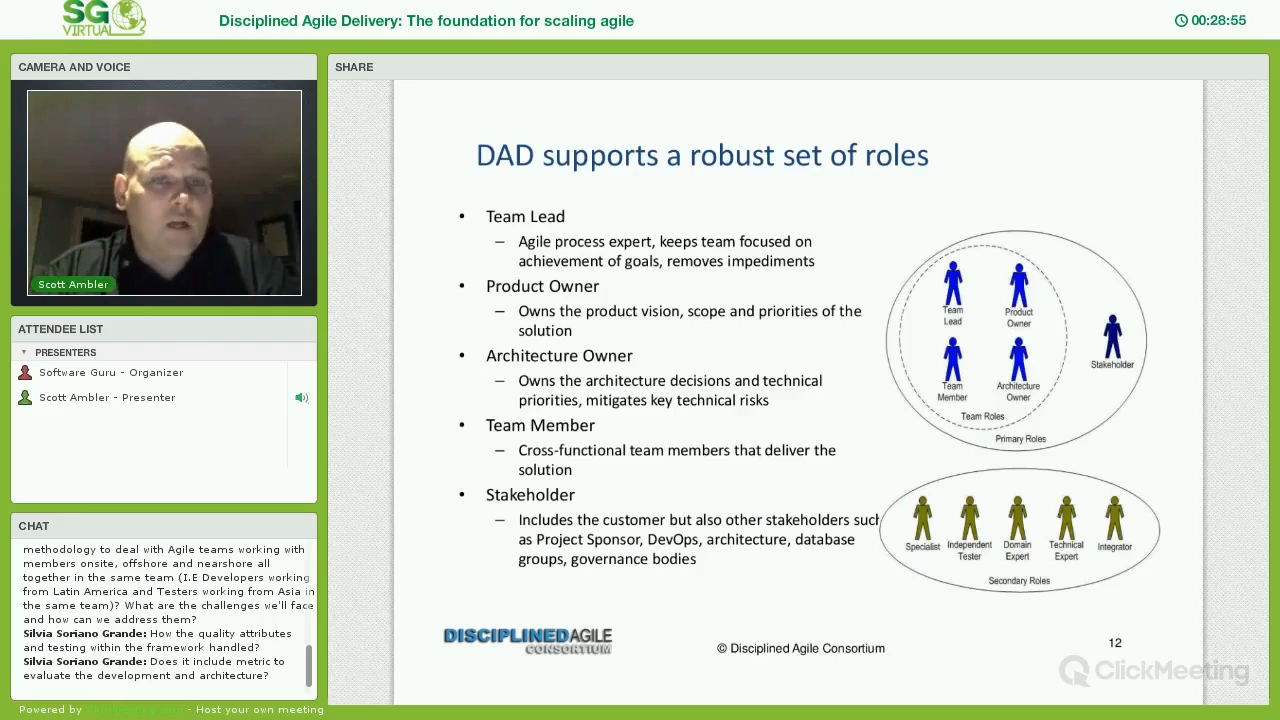 SG
VIRTUAL
Disciplined Agile Delivery: The foundation for scaling agile
00:28:55
CAMERA AND VOICE
Scott Ambler
ATTENDEE LIST
PRESENTERS
Software Guru - Organizer
Scott Ambler - Presenter
CHAT
methodology to deal with Agile teams working with
members onsite, offshore and nearshore all
together in the same team (I.E Developers working
from Latin America and Testers working from Asia in
the same team)? What are the challenges we'll face
and how can we address them?
Silvia Soriano Grande: How the quality attributes
and testing within the framework handled?
Silvia Soriano Grande: Does it include metric to
evaluate the development and architecture?
SHARE
DAD supports a robust set of roles
• Team Lead
– Agile process expert, keeps team focused on
achievement of goals, removes impediments
• Product Owner
– Owns the product vision, scope and priorities of the
solution
• Architecture Owner
– Owns the architecture decisions and technical
priorities, mitigates key technical risks
• Team Member
– Cross-functional team members that deliver the
solution
• Stakeholder
– Includes the customer but also other stakeholders such
as Project Sponsor, DevOps, architecture, database
groups, governance bodies
Team
Lead
Product
Owner
Team
Member
Architecture
Owner
Team Roles
Stakeholder
Primary Roles
Specialist
Independent
Tester
Domain
Expert
Technical
Expert
Integrator
Secondary Roles
DISCIPLINED AGILE
CONSORTIUM
© Disciplined Agile Consortium
12
ClickMeeting
Powered by - Host your own meeting